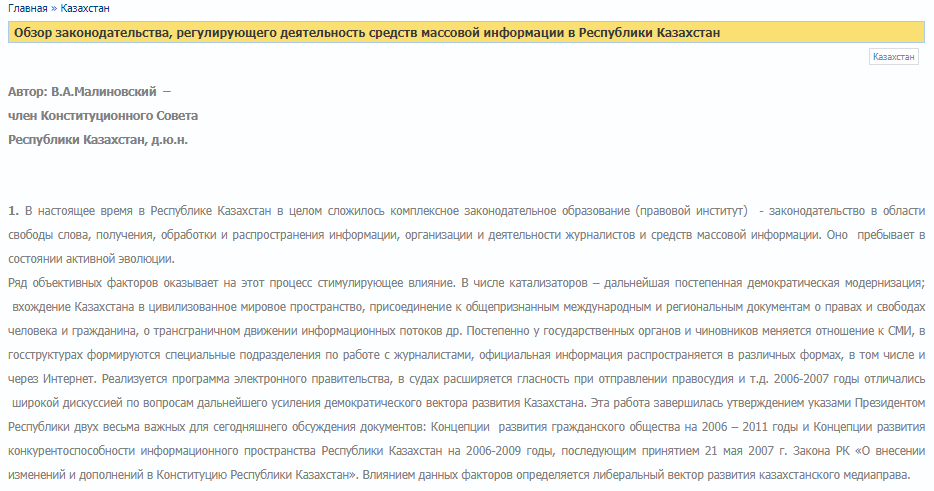 Главная » Казахстан
Обзор законодательства, регулирующего деятельность средств массовой информации в Республики Казахстан
Казахстан
Автор: В.А.Малиновский –
член Конституционного Совета
Республики Казахстан, д.ю.н.
1. В настоящее время в Республике Казахстан в целом сложилось комплексное законодательное образование (правовой институт) - законодательство в области
свободы слова, получения, обработки и распространения информации, организации и деятельности журналистов и средств массовой информации. Оно пребывает в
состоянии активной эволюции.
Ряд объективных факторов оказывает на этот процесс стимулирующее влияние. В числе катализаторов – дальнейшая постепенная демократическая модернизация;
вхождение Казахстана в цивилизованное мировое пространство, присоединение к общепризнанным международным и региональным документам о правах и свободах
человека и гражданина, о трансграничном движении информационных потоков др. Постепенно у государственных органов и чиновников меняется отношение к СМИ, в
госструктурах формируются специальные подразделения по работе с журналистами, официальная информация распространяется в различных формах, в том числе и
через Интернет. Реализуется программа электронного правительства, в судах расширяется гласность при отправлении правосудия и т.д. 2006-2007 годы отличались
широкой дискуссией по вопросам дальнейшего усиления демократического вектора развития Казахстана. Эта работа завершилась утверждением указами Президентом
Республики двух весьма важных для сегодняшнего обсуждения документов: Концепции развития гражданского общества на 2006 – 2011 годы и Концепции развития
конкурентоспособности информационного пространства Республики Казахстан на 2006-2009 годы, последующим принятием 21 мая 2007 г. Закона РК «О внесении
изменений и дополнений в Конституцию Республики Казахстан». Влиянием данных факторов определяется либеральный вектор развития казахстанского медиаправа.